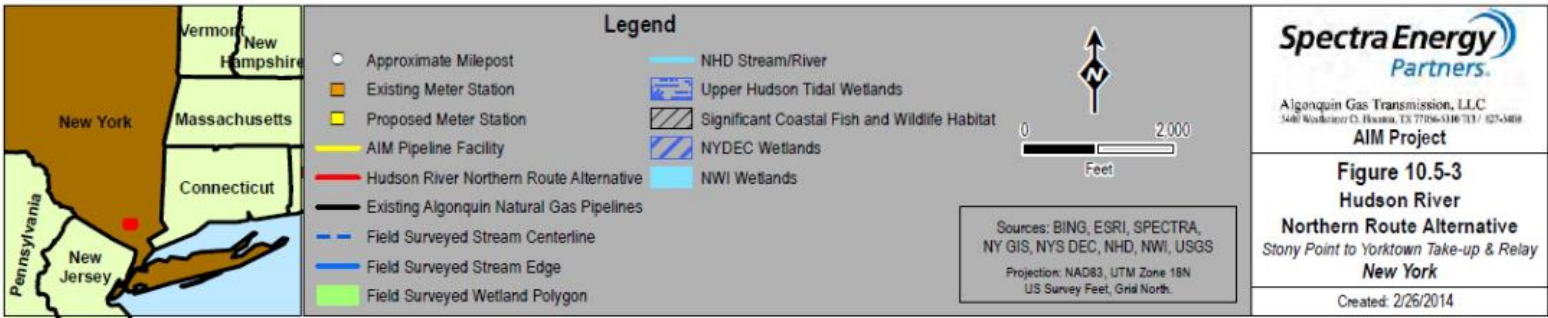 Vermont
New
Hampshire
New York
Massachusetts
Connecticut
Pennsylvania
New
Jersey
Legend
Approximate Milepost
Existing Meter Station
Proposed Meter Station
AIM Pipeline Facility
Hudson River Northern Route Alternative
Existing Algonquin Natural Gas Pipelines
Field Surveyed Stream Centerline
Field Surveyed Stream Edge
Field Surveyed Wetland Polygon
NHD Stream/River
Upper Hudson Tidal Wetlands
Significant Coastal Fish and Wildlife Habitat
NYDEC Wetlands
NWI Wetlands
N
0 2,000
Feet
Sources: BING, ESRI, SPECTRA,
NY GIS, NYS DEC, NHD, NWI, USGS
Projection: NAD83, UTM Zone 18N
US Survey Feet, Grid North.
Spectra Energy
Partners.
Algonquin Gas Transmission, LLC
Houston, TX
AIM Project
Figure 10.5-3
Hudson River
Northern Route Alternative
Stony Point to Yorktown Take-up & Relay
New York
Created: 2/26/2014